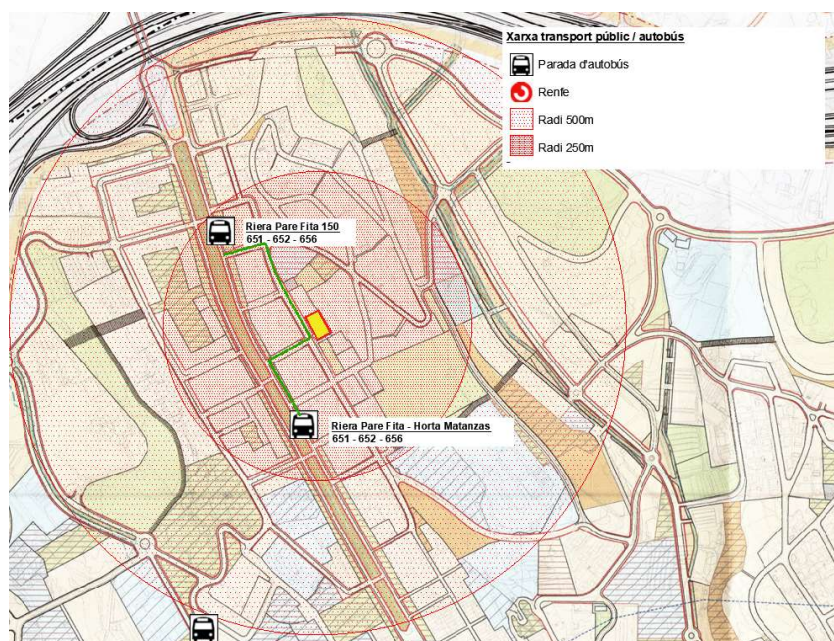 Xarxa transport públic / autobús
Parada d'autobús
Renfe
Radi 500m
Radi 250m
-
Riera Pare Fita 150
651 - 652 - 656
Riera Pare Fita - Horta Matanzas
651 - 652 - 656